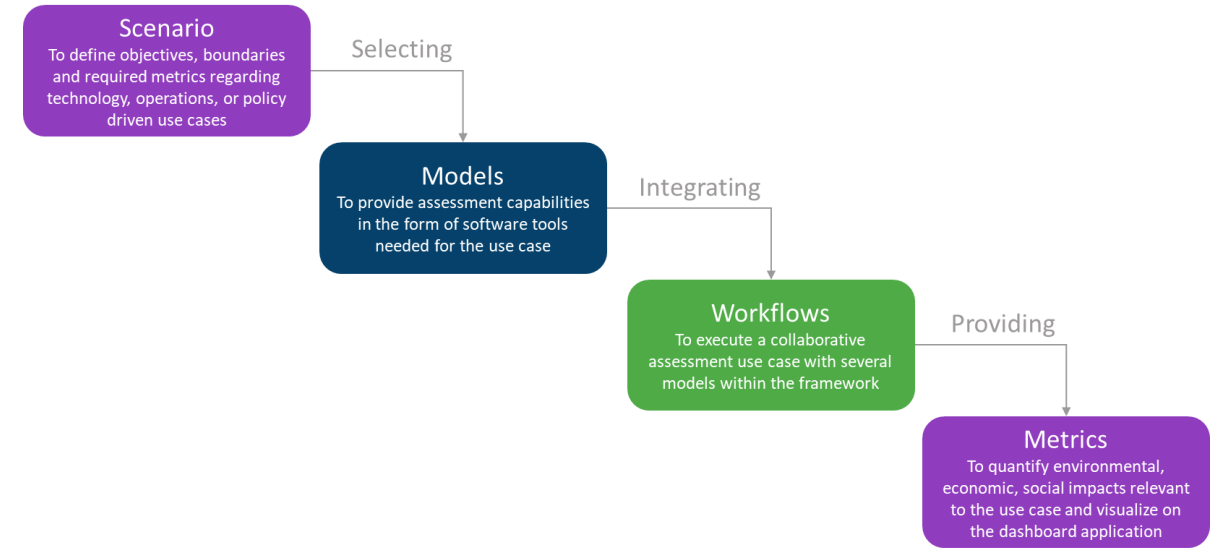 Scenario
To define objectives, boundaries
and required metrics regarding
technology, operations, or policy
driven use cases
Selecting
Models
To provide assessment capabilities
in the form of software tools
needed for the use case
Integrating
Workflows
To execute a collaborative
assessment use case with several
models within the framework
Providing
Metrics
To quantify environmental,
economic, social impacts relevant
to the use case and visualize on
the dashboard application